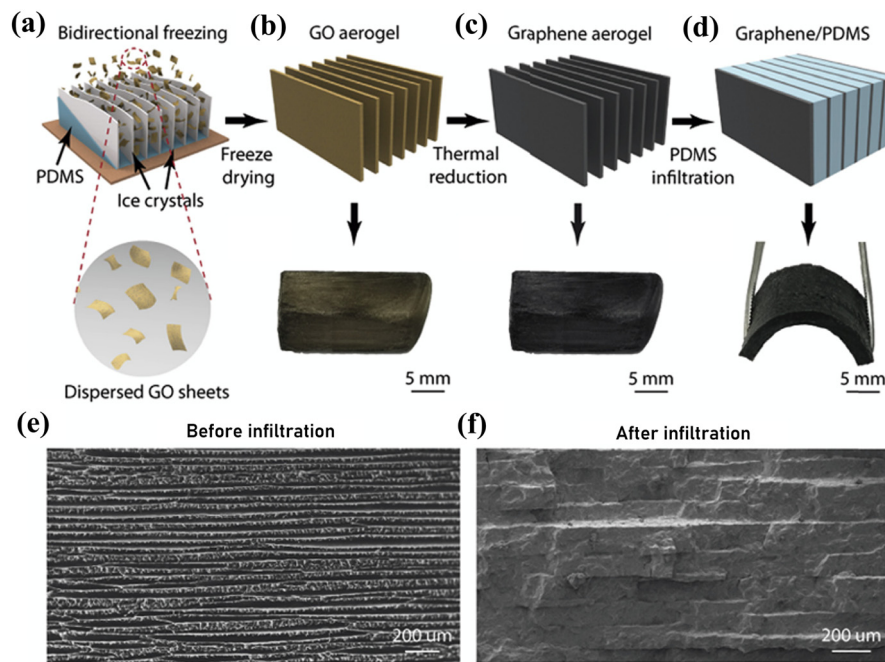 (a)
Bidirectional freezing
PDMS
Ice crystals
Dispersed GO sheets
Freeze
drying
(b)
GO aerogel
5 mm
Thermal
reduction
(c)
Graphene aerogel
5 mm
PDMS
infiltration
(d)
Graphene/PDMS
5 mm
(e)
Before infiltration
200 um
(f)
After infiltration
200 um